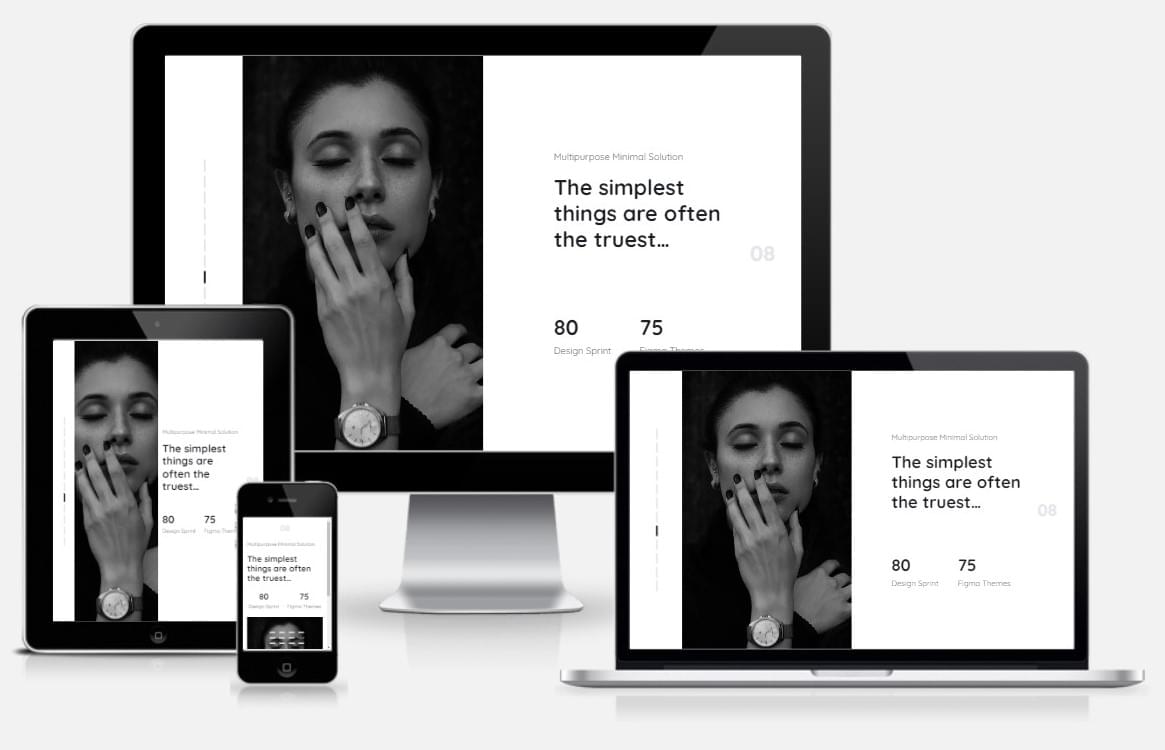 Multipurpose Minimal Solution
The simplest
things are often
the truest...
08
80
75
Design Sprint
Figma Themes
Multipurpose Minimal Solution
The simplest
things are
often the
truest...
80
75
Design Sprint
Figma Them
08
Multipurpose Minimal Solution
The simplest
things are often
the truest...
80
75
Design Sprint
Figma Themes
Multipurpose Minimal Solution
The simplest
things are often
the truest...
08
80
75
Design Sprint
Figma Themes